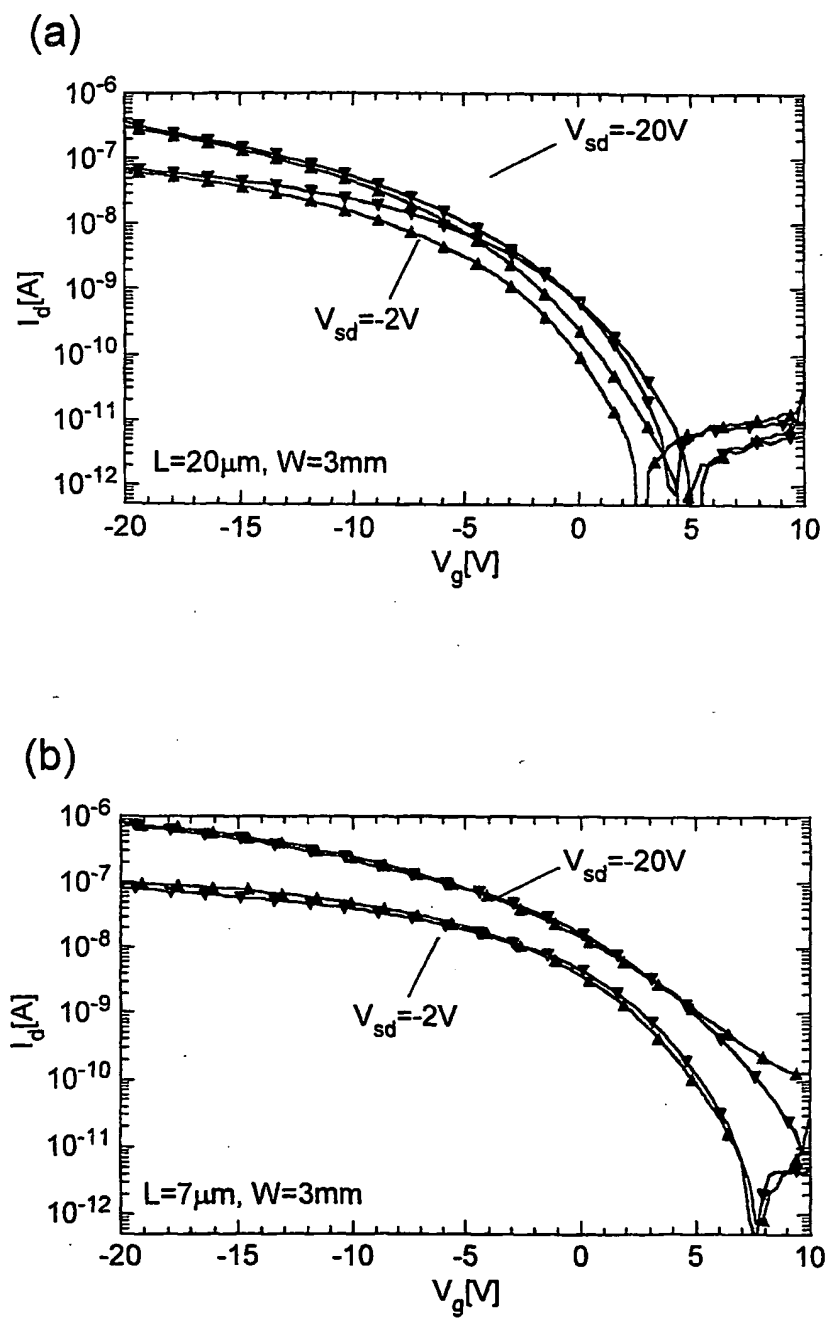 (a)
10^-6
10^-7
10^-8
10^-9
10^-10
10^-11
10^-12
I_d[A]
V_sd=-20V
V_sd=-2V
L=20μm, W=3mm
-20 -15 -10 -5 0 5 10
V_g[V]
(b)
10^-6
10^-7
10^-8
10^-9
10^-10
10^-11
10^-12
I_d[A]
V_sd=-20V
V_sd=-2V
L=7μm, W=3mm
-20 -15 -10 -5 0 5 10
V_g[V]